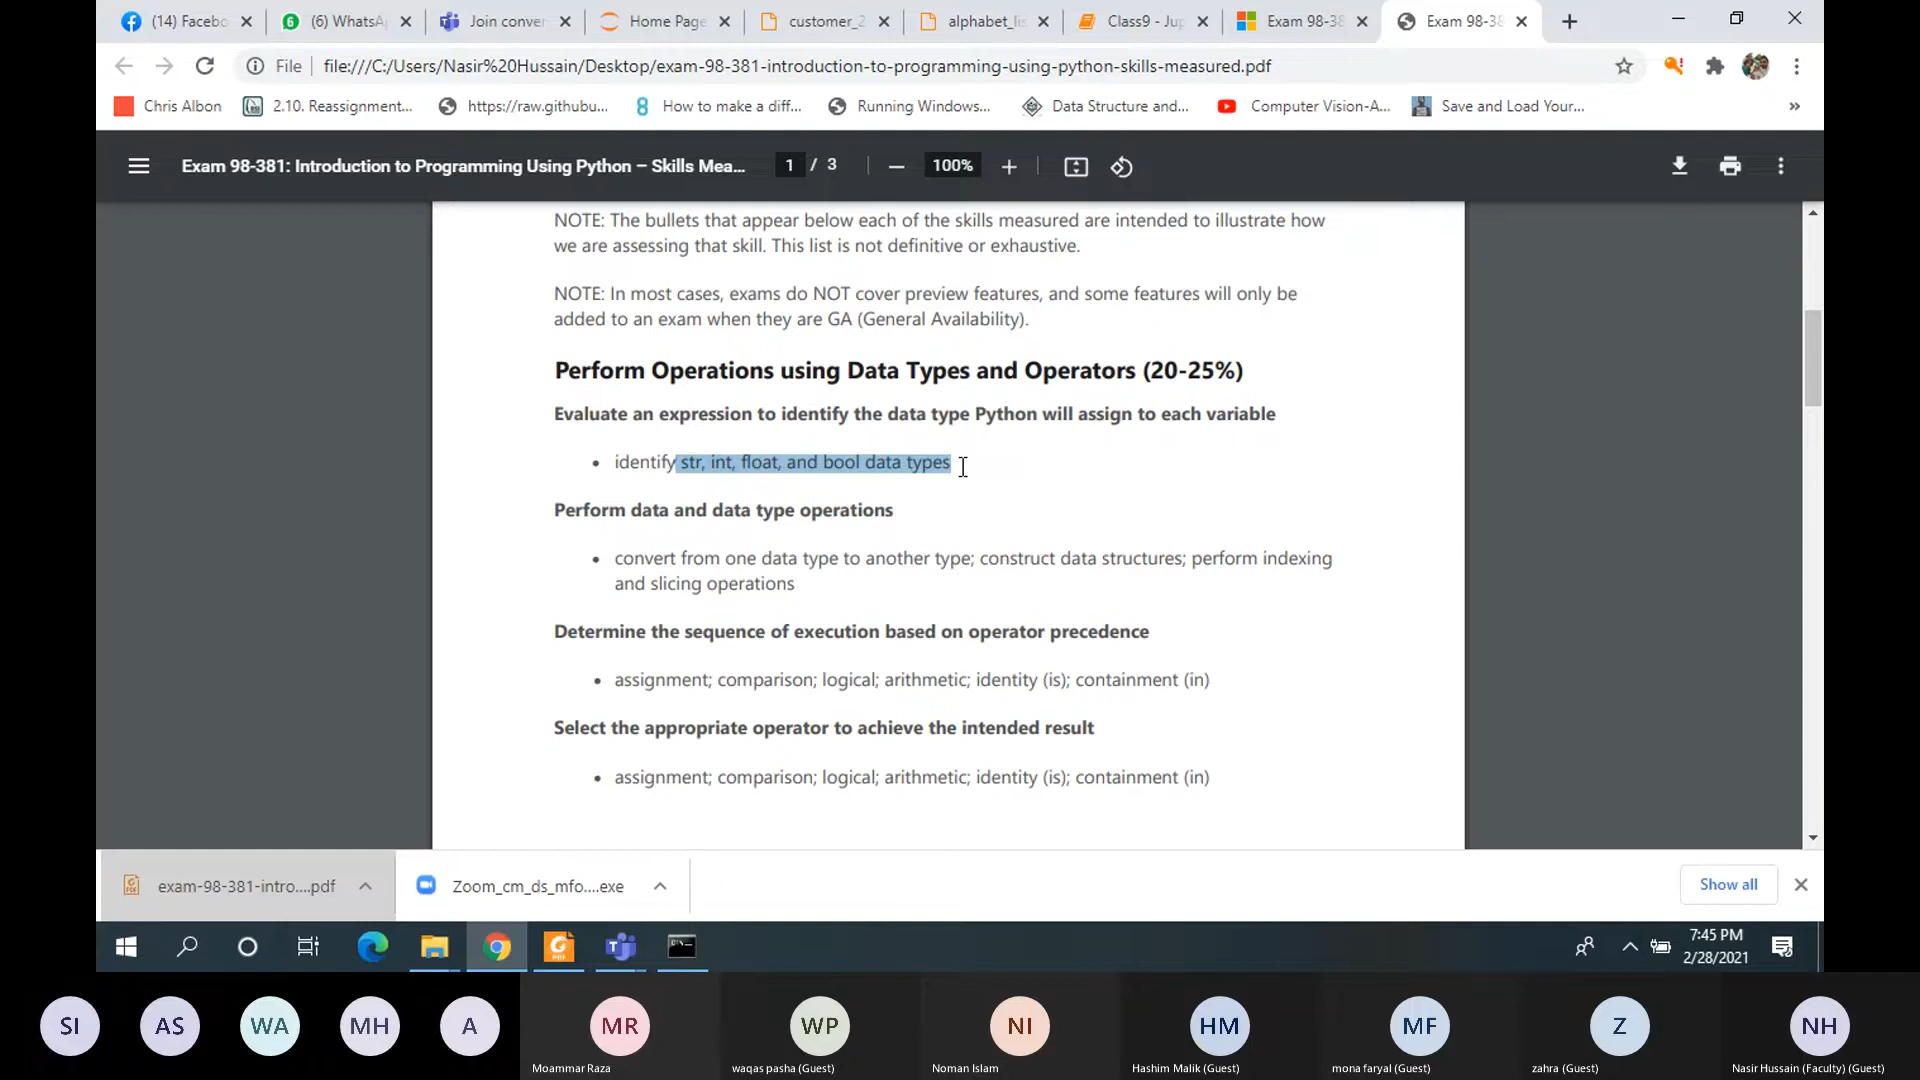 (14) Facebo
(6) WhatsA
Join conver
Home Page
customer_2
alphabet_lis
Class9 - Jup
Exam 98-38
Exam 98-38
File
file:///C:/Users/Nasir%20Hussain/Desktop/exam-98-381-introduction-to-programming-using-python-skills-measured.pdf
Chris Albon
2.10. Reassignment...
https://raw.githubu...
How to make a diff...
Running Windows...
Data Structure and...
Computer Vision-A...
Save and Load Your...
»
Exam 98-381: Introduction to Programming Using Python – Skills Mea...
1 / 3
100%
NOTE: The bullets that appear below each of the skills measured are intended to illustrate how
we are assessing that skill. This list is not definitive or exhaustive.
NOTE: In most cases, exams do NOT cover preview features, and some features will only be
added to an exam when they are GA (General Availability).
Perform Operations using Data Types and Operators (20-25%)
Evaluate an expression to identify the data type Python will assign to each variable
• identify str, int, float, and bool data types
Perform data and data type operations
• convert from one data type to another type; construct data structures; perform indexing
and slicing operations
Determine the sequence of execution based on operator precedence
• assignment; comparison; logical; arithmetic; identity (is); containment (in)
Select the appropriate operator to achieve the intended result
• assignment; comparison; logical; arithmetic; identity (is); containment (in)
exam-98-381-intro....pdf
Zoom_cm_ds_mfo....exe
Show all
7:45 PM
2/28/2021
SI
AS
WA
MH
A
MR
WP
NI
HM
MF
Z
NH
Moammar Raza
waqas pasha (Guest)
Noman Islam
Hashim Malik (Guest)
mona faryal (Guest)
zahra (Guest)
Nasir Hussain (Faculty) (Guest)